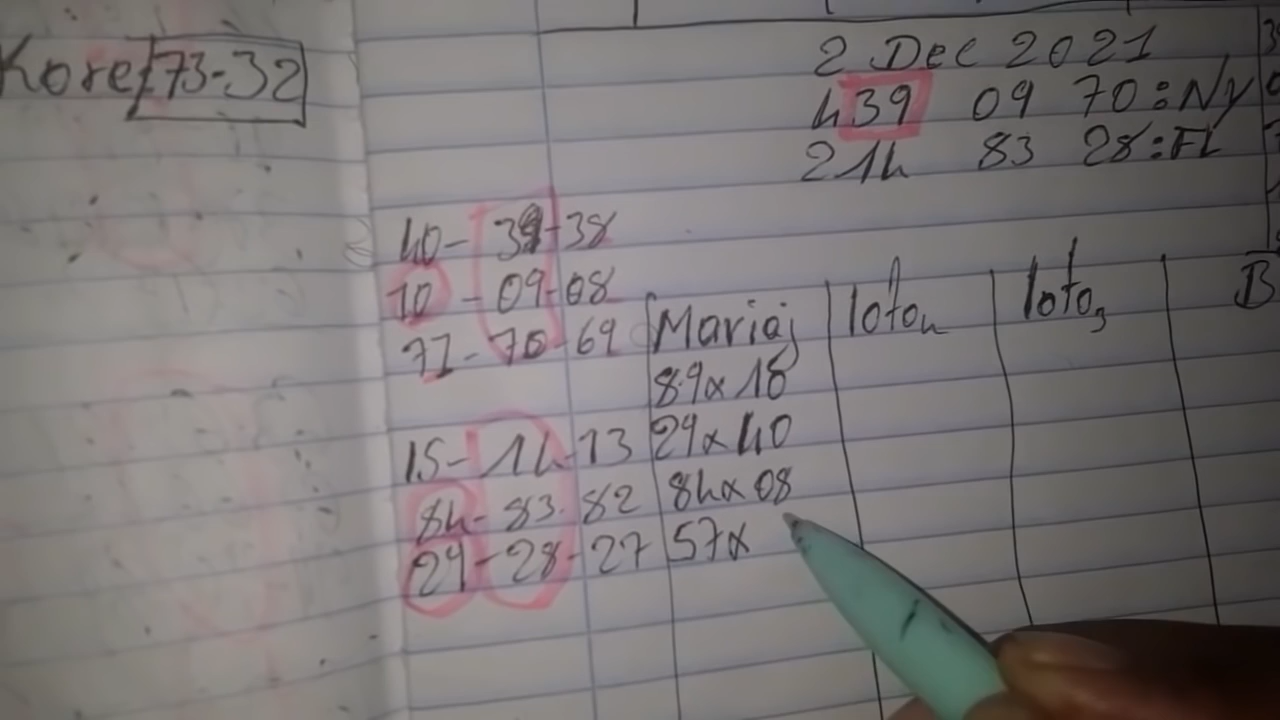 Kore 73-32
2 Dec 2021
439 09 70:NY
214 83 28:FL
40-39-38
10-09-08
71-70-69
15-14-13
84-83-82
29-28-27
Mariaj loto4 loto5 B
89x18
29x40
84x08
57x